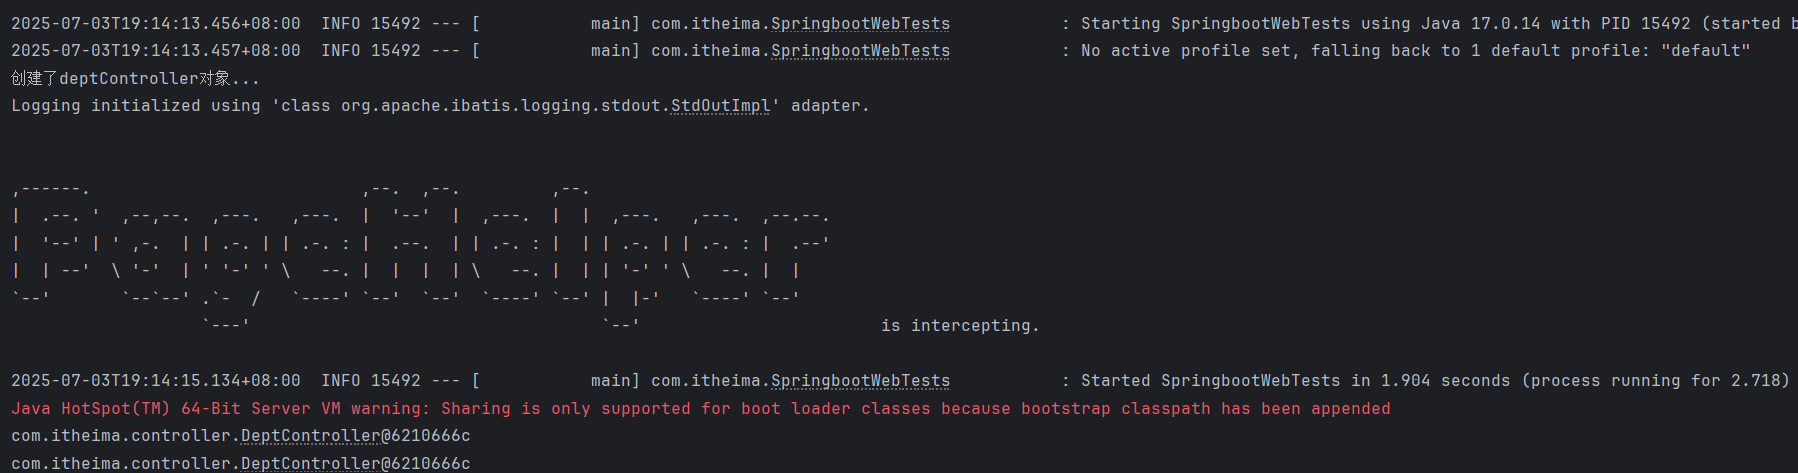 2025-07-03T19:14:13.456+08:00  INFO 15492 --- [           main] com.itheima.SpringbootWebTests           : Starting SpringbootWebTests using Java 17.0.14 with PID 15492 (started b
2025-07-03T19:14:13.457+08:00  INFO 15492 --- [           main] com.itheima.SpringbootWebTests           : No active profile set, falling back to 1 default profile: "default"
创建了deptController对象...
Logging initialized using 'class org.apache.ibatis.logging.stdout.StdOutImpl' adapter.
,------.                           ,--.  ,--.         ,--.
|  .--. '  ,--,--.  ,---.   ,---.  |  '--'  |  ,---.  |  |  ,---.   ,---.  ,--.--.
|  '--' | ' ,-.  | | .-. | | .-. : |  .--.  | | .-. : |  | | .-. | | .-. : |  .--'
|  | --'  \ '-'  | ' '-' ' \   --. |  |  |  | \   --. |  | | '-' ' \   --. |  |
`--'       `--`--' .`-  /   `----' `--'  `--'  `----' `--' |  |-'   `----' `--'
                   `---'                                   `--'                        is intercepting.
2025-07-03T19:14:15.134+08:00  INFO 15492 --- [           main] com.itheima.SpringbootWebTests           : Started SpringbootWebTests in 1.904 seconds (process running for 2.718)
Java HotSpot(TM) 64-Bit Server VM warning: Sharing is only supported for boot loader classes because bootstrap classpath has been appended
com.itheima.controller.DeptController@6210666c
com.itheima.controller.DeptController@6210666c